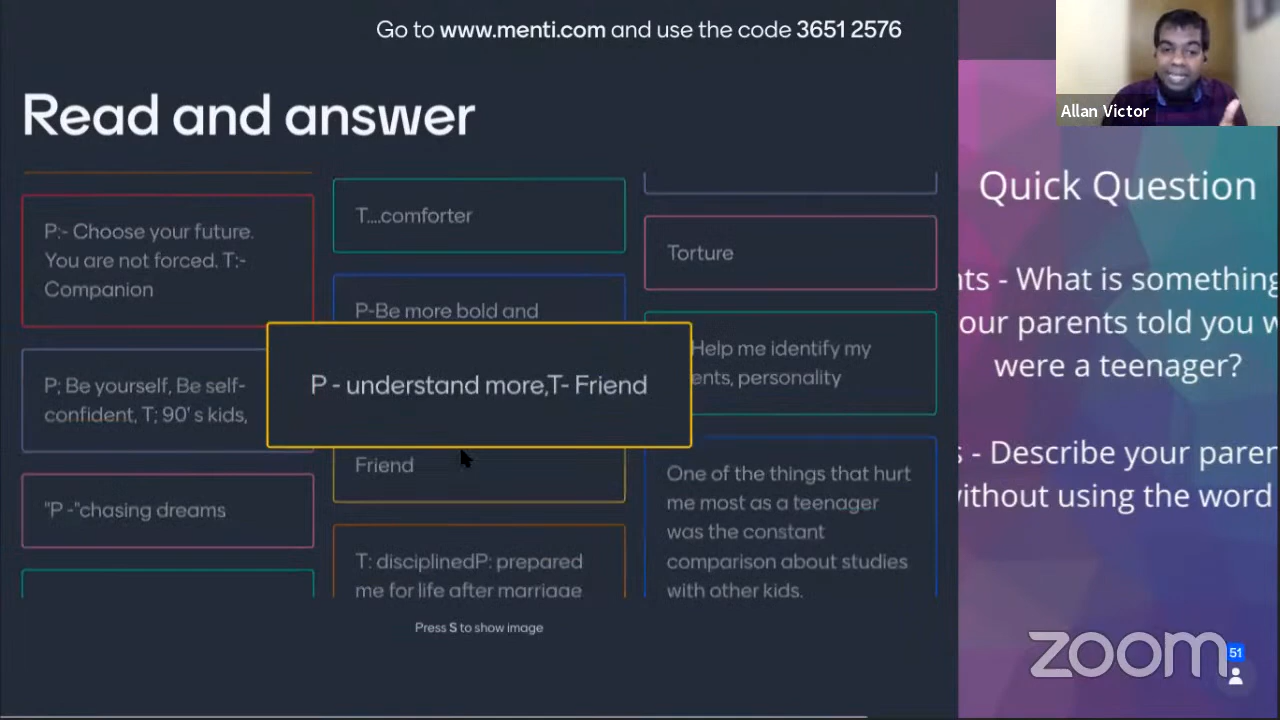 Go to www.menti.com and use the code 3651 2576
Read and answer
P:- Choose your future.
You are not forced. T:-
Companion
P; Be yourself, Be self-
confident, T; 90's kids,
"P -"chasing dreams
T....comforter
P-Be more bold and
P - understand more,T- Friend
Friend
T: disciplinedP: prepared
me for life after marriage
Torture
Help me identify my
personality
One of the things that hurt
me most as a teenager
was the constant
comparison about studies
with other kids.
Press S to show image
Allan Victor
Quick Question
- What is something
parents told you
were a teenager?
- Describe your
using the word
zoom
51